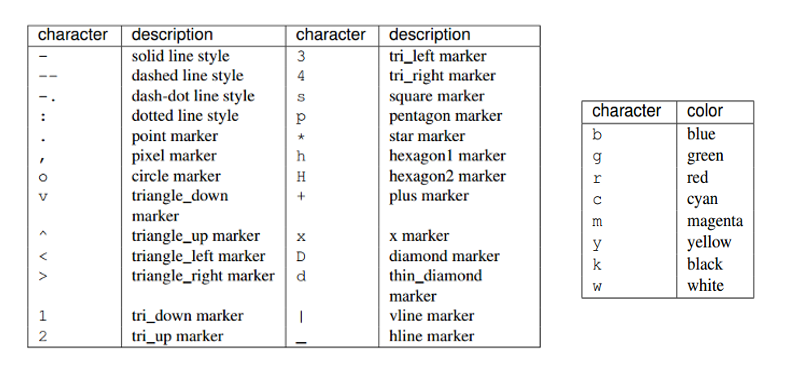 character description character description
- solid line style 3 tri_left marker
-- dashed line style 4 tri_right marker
-. dash-dot line style s square marker
: dotted line style p pentagon marker
. point marker * star marker
, pixel marker h hexagon1 marker
o circle marker H hexagon2 marker
v triangle_down + plus marker
marker
^ triangle_up marker x x marker
< triangle_left marker D diamond marker
> triangle_right marker d thin_diamond
marker
1 tri_down marker | vline marker
2 tri_up marker _ hline marker
character color
b blue
g green
r red
c cyan
m magenta
y yellow
k black
w white